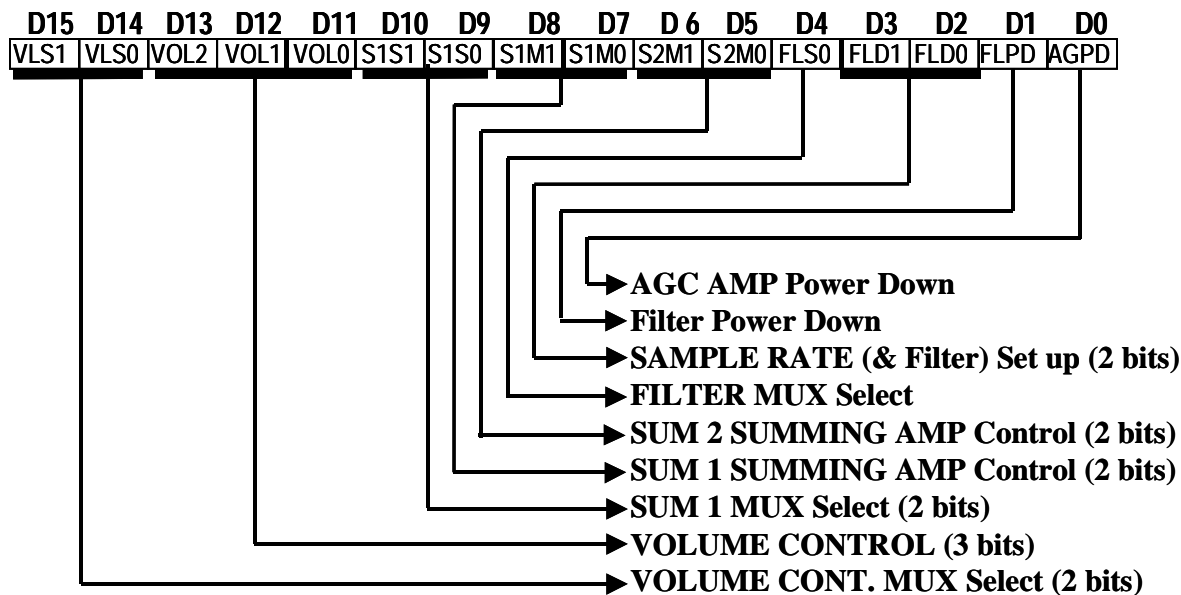 D15 D14 D13 D12 D11 D10 D9 D8 D7 D 6 D5 D4 D3 D2 D1 D0
VLS1 VLS0 VOL2 VOL1 VOL0 S1S1 S1S0 S1M1 S1M0 S2M1 S2M0 FLS0 FLD1 FLD0 FLPD AGPD
AGC AMP Power Down
Filter Power Down
SAMPLE RATE (& Filter) Set up (2 bits)
FILTER MUX Select
SUM 2 SUMMING AMP Control (2 bits)
SUM 1 SUMMING AMP Control (2 bits)
SUM 1 MUX Select (2 bits)
VOLUME CONTROL (3 bits)
VOLUME CONT. MUX Select (2 bits)